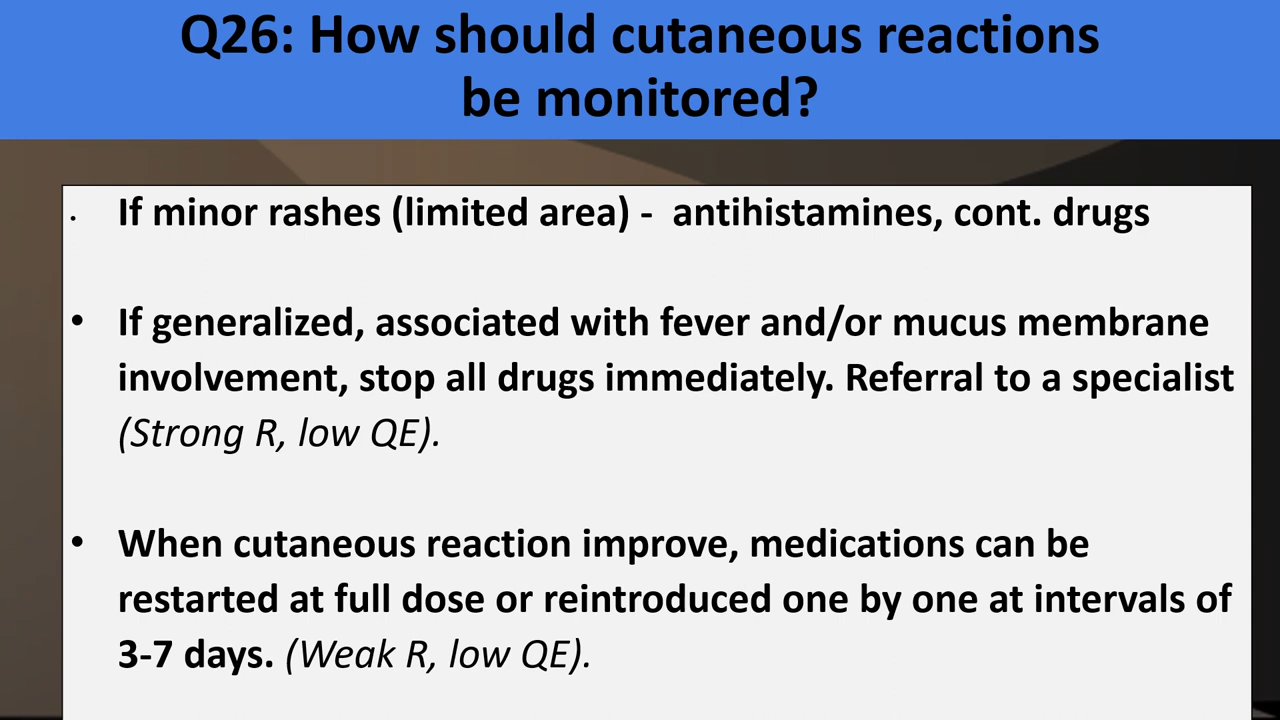 Q26: How should cutaneous reactions
be monitored?
. If minor rashes (limited area) - antihistamines, cont. drugs
• If generalized, associated with fever and/or mucus membrane
involvement, stop all drugs immediately. Referral to a specialist
(Strong R, low QE).
• When cutaneous reaction improve, medications can be
restarted at full dose or reintroduced one by one at intervals of
3-7 days. (Weak R, low QE).